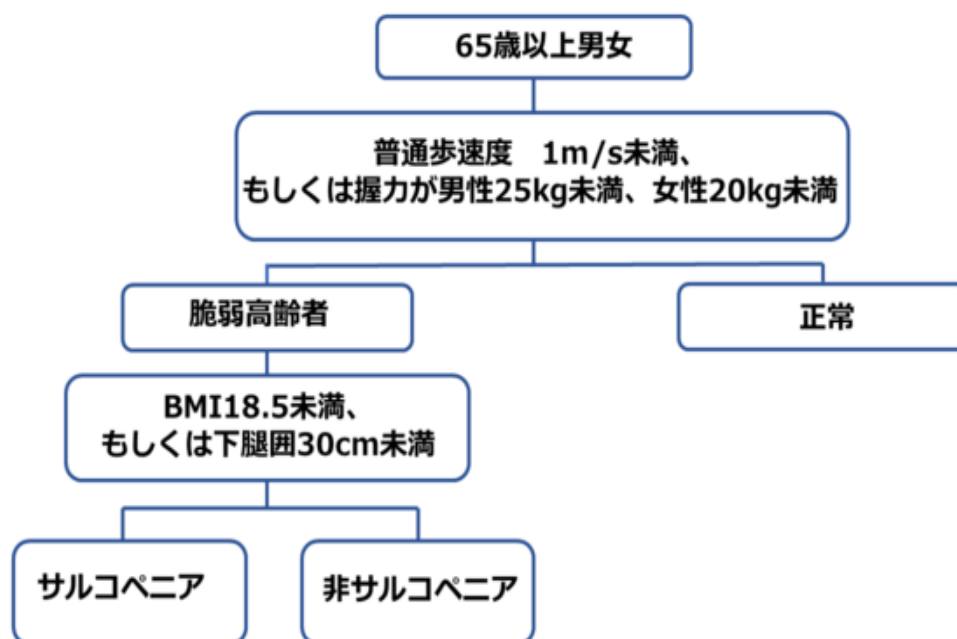 65歳以上男女
普通歩速度　1m/s未満、
もしくは握力が男性25kg未満、女性20kg未満
脆弱高齢者
正常
BMI18.5未満、
もしくは下腿囲30cm未満
サルコペニア
非サルコペニア